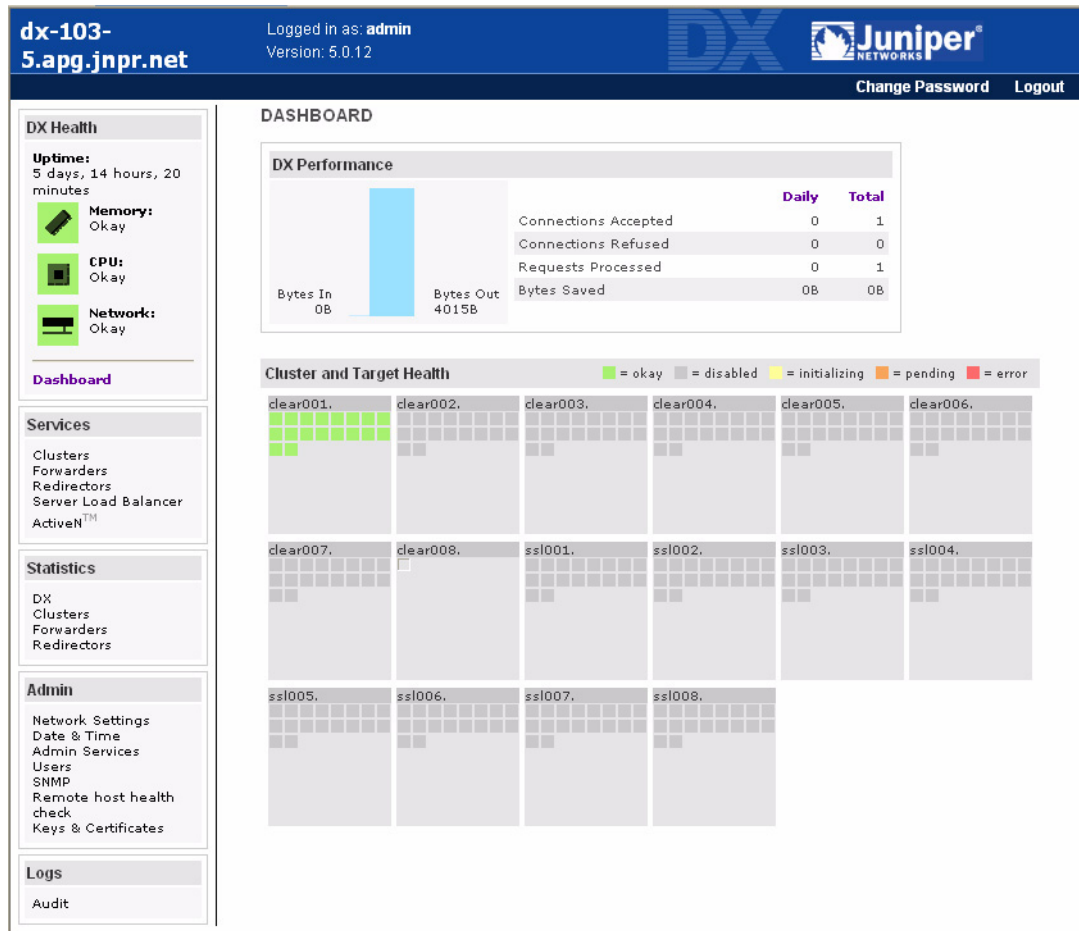 dx-103-
5.apg.jnpr.net
Logged in as: admin
Version: 5.0.12
DX
Juniper®
NETWORKS
Change Password Logout
DX Health
Uptime:
5 days, 14 hours, 20
minutes
Memory:
Okay
CPU:
Okay
Network:
Okay
Dashboard
Services
Clusters
Forwarders
Redirectors
Server Load Balancer
ActiveN™
Statistics
DX
Clusters
Forwarders
Redirectors
Admin
Network Settings
Date & Time
Admin Services
Users
SNMP
Remote host health
check
Keys & Certificates
Logs
Audit
DASHBOARD
DX Performance
Bytes In
0B
Bytes Out
4015B
Daily Total
Connections Accepted 0 1
Connections Refused 0 0
Requests Processed 0 1
Bytes Saved 0B 0B
Cluster and Target Health
= okay = disabled = initializing = pending = error
clear001. clear002. clear003. clear004. clear005. clear006.
clear007. clear008. ssl001. ssl002. ssl003. ssl004.
ssl005. ssl006. ssl007. ssl008.